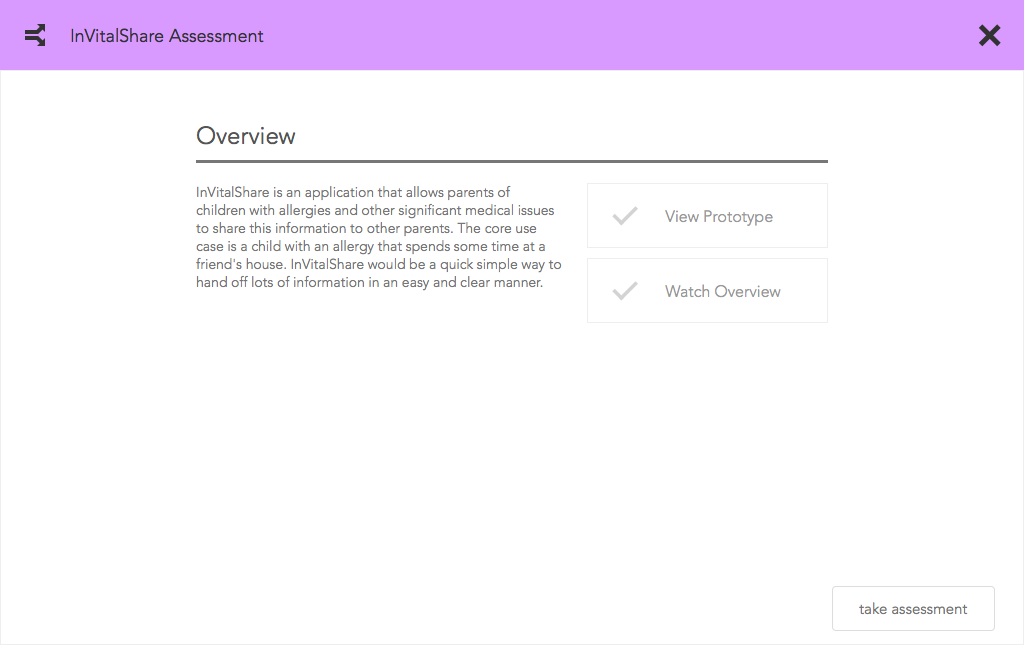 InVitalShare Assessment
Overview
InVitalShare is an application that allows parents of
children with allergies and other significant medical issues
to share this information to other parents. The core use
case is a child with an allergy that spends some time at a
friend's house. InVitalShare would be a quick simple way to
hand off lots of information in an easy and clear manner.
View Prototype
Watch Overview
take assessment